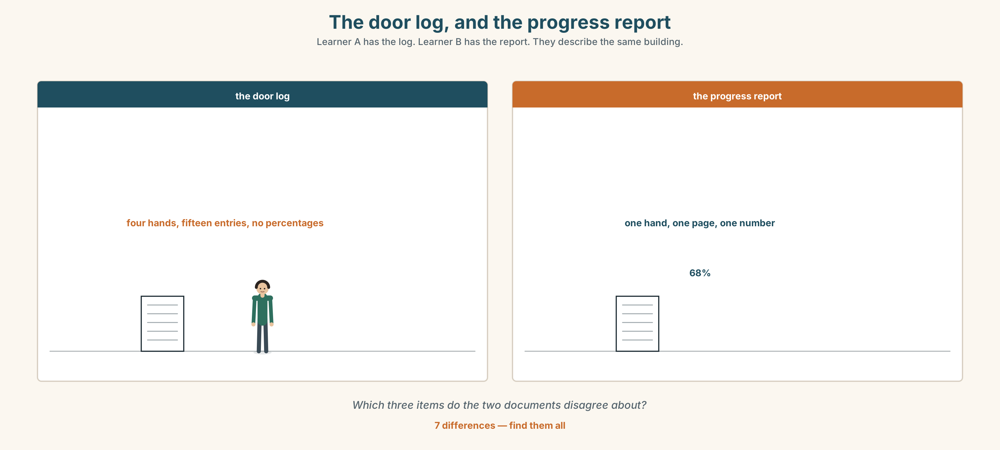 The door log, and the progress report
Learner A has the log. Learner B has the report. They describe the same building.
the door log
four hands, fifteen entries, no percentages
the progress report
one hand, one page, one number
68%
Which three items do the two documents disagree about?
7 differences — find them all